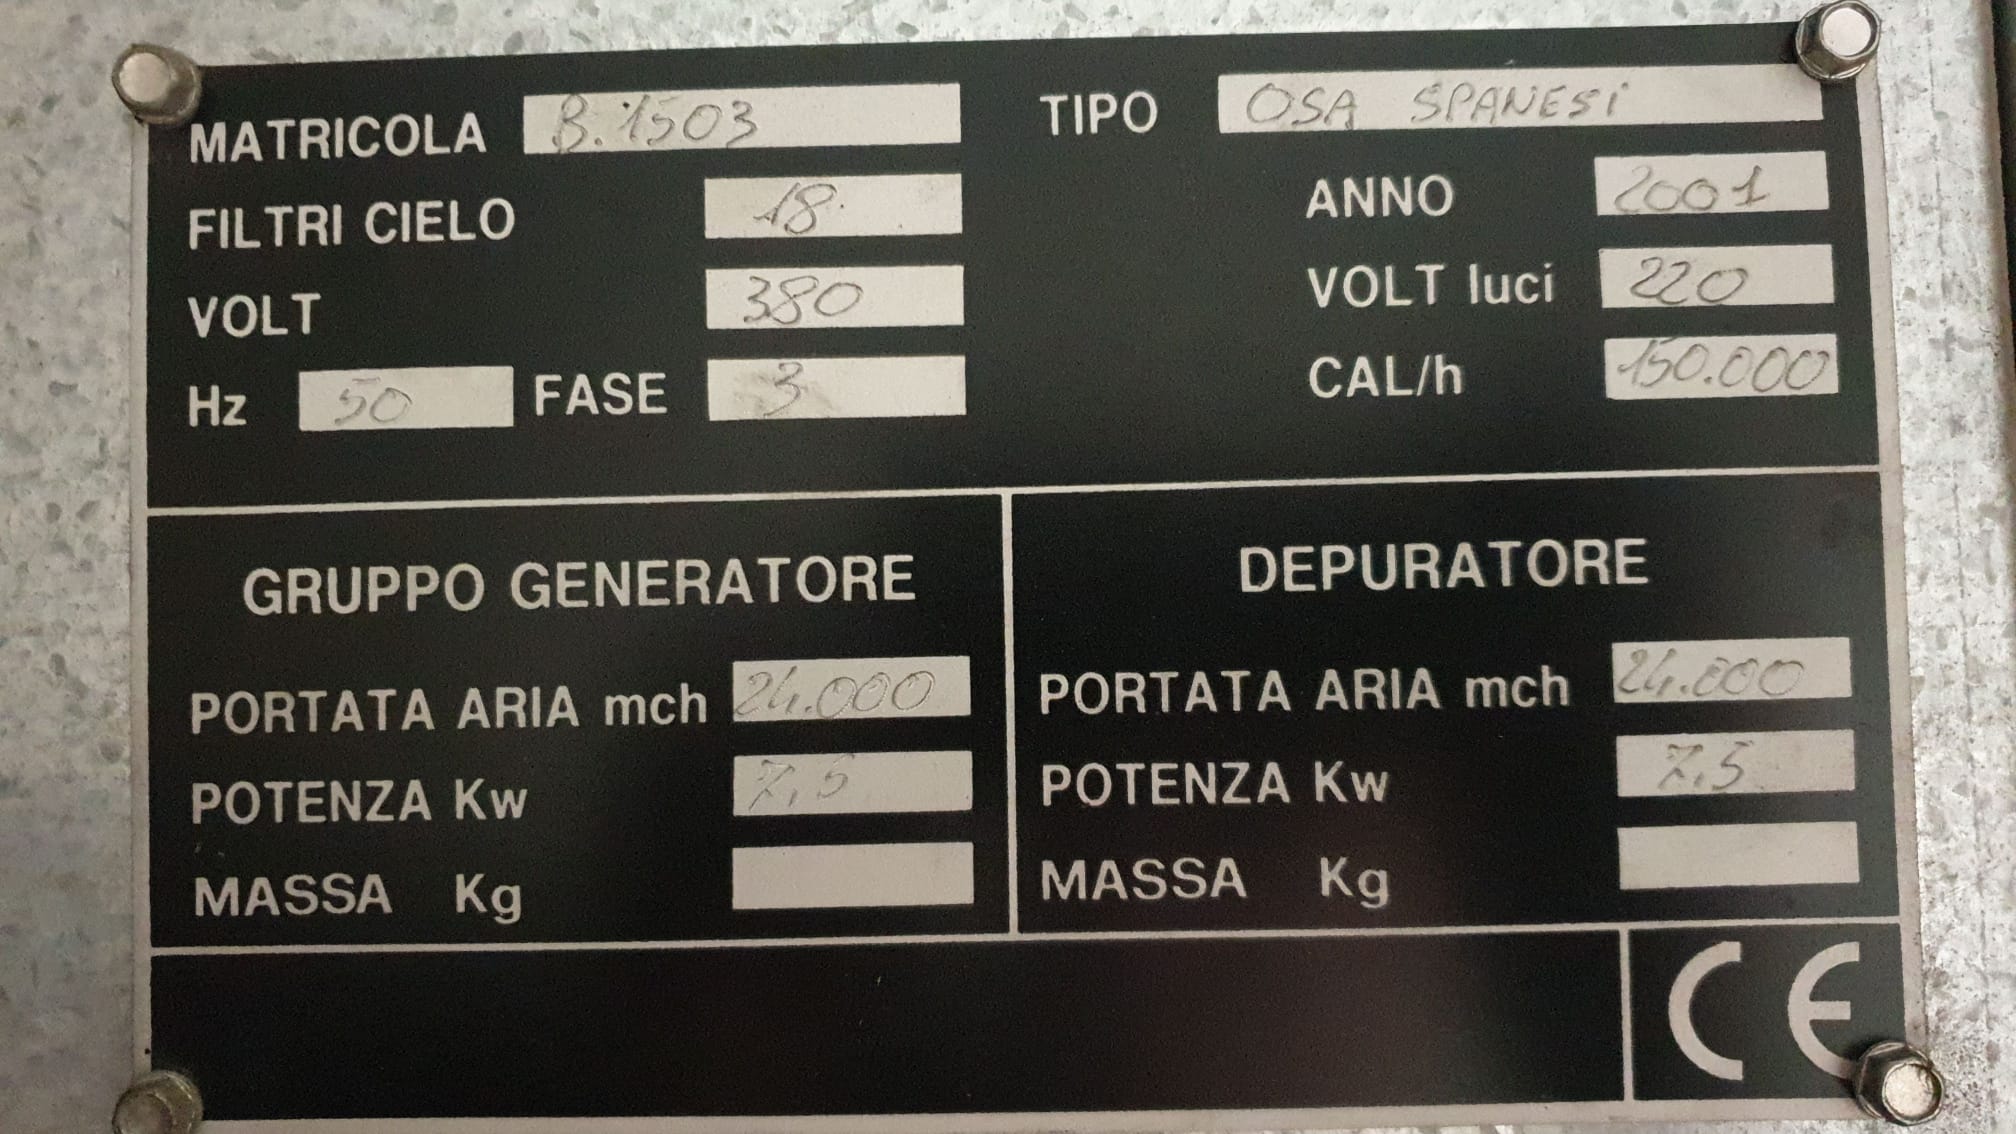 MATRICOLA B.1503 TIPO OSA SPANESI
FILTRI CIELO 18 ANNO 2001
VOLT 380 VOLT luci 220
Hz 50 FASE 3 CAL/h 150.000
GRUPPO GENERATORE
PORTATA ARIA mch 24.000
POTENZA Kw 7,5
MASSA Kg
DEPURATORE
PORTATA ARIA mch 24.000
POTENZA Kw 7,5
MASSA Kg
CE